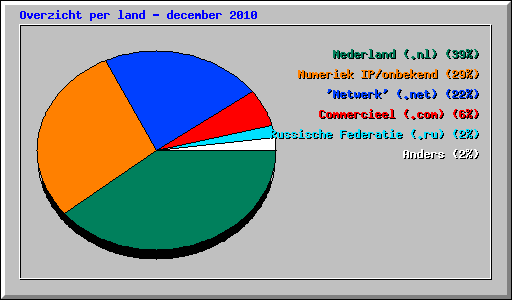 Overzicht per land - december 2010
Nederland (.nl) (39%)
Numeriek IP/onbekend (29%)
'Netwerk' (.net) (22%)
Commercieel (.com) (6%)
Russische Federatie (.ru) (2%)
Anders (2%)